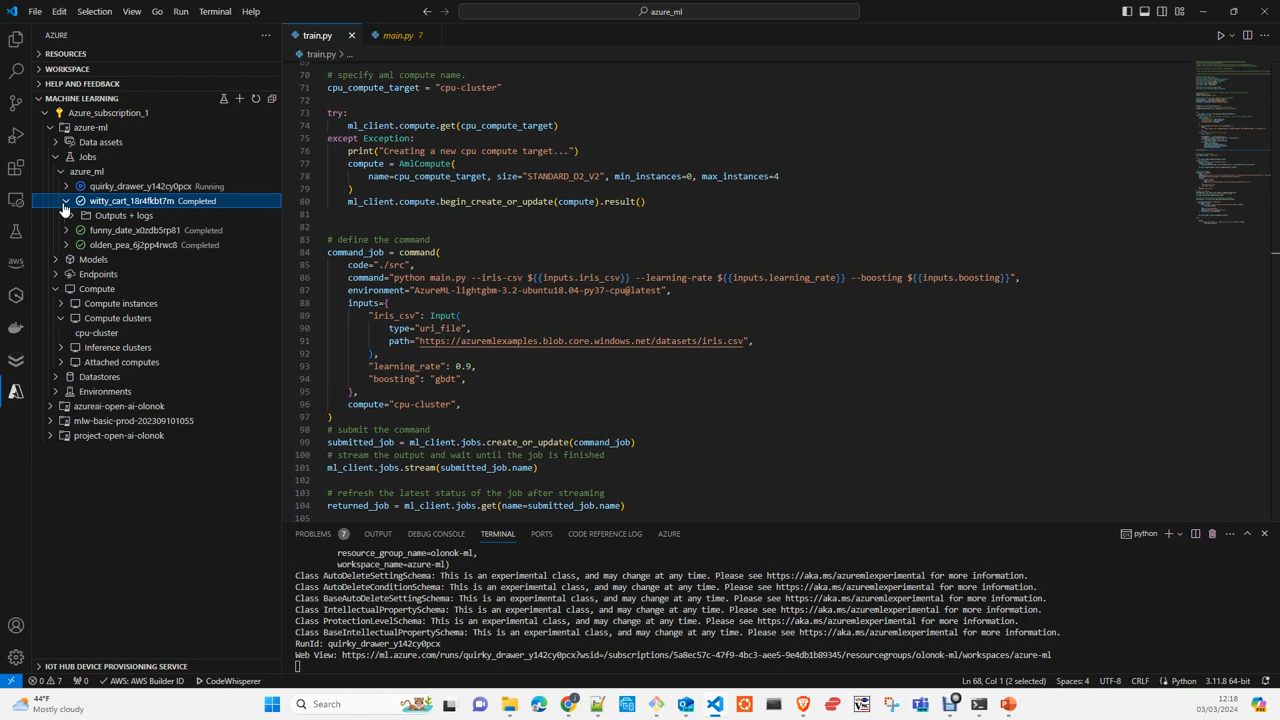 File Edit Selection View Go Run Terminal Help
azure_ml
AZURE
RESOURCES
WORKSPACE
HELP AND FEEDBACK
MACHINE LEARNING
Azure_subscription_1
azure-ml
Data assets
Jobs
azure_ml
quirky_drawer_y142cy0pcx Running
witty_cart_18r4fkbt7m Completed
Outputs + logs
funny_date_x0zdb5rp81 Completed
olden_pea_6j2pp4rwc8 Completed
Models
Endpoints
Compute
Compute instances
Compute clusters
cpu-cluster
Inference clusters
Attached computes
Datastores
Environments
azureai-open-ai-olonok
mlw-basic-prod-202309101055
project-open-ai-olonok
IOT HUB DEVICE PROVISIONING SERVICE
train.py
main.py 7
train.py > ...
69
70 # specify aml compute name.
71 cpu_compute_target = "cpu-cluster"
72
73 try:
74 ml_client.compute.get(cpu_compute_target)
75 except Exception:
76 print("Creating a new cpu compute target...")
77 compute = AmlCompute(
78 name=cpu_compute_target, size="STANDARD_D2_V2", min_instances=0, max_instances=4
79 )
80 ml_client.compute.begin_create_or_update(compute).result()
81
82
83 # define the command
84 command_job = command(
85 code="./src",
86 command="python main.py --iris-csv ${{inputs.iris_csv}} --learning-rate ${{inputs.learning_rate}} --boosting ${{inputs.boosting}}",
87 environment="AzureML-lightgbm-3.2-ubuntu18.04-py37-cpu@latest",
88 inputs={
89 "iris_csv": Input(
90 type="uri_file",
91 path="https://azuremlexamples.blob.core.windows.net/datasets/iris.csv",
92 ),
93 "learning_rate": 0.9,
94 "boosting": "gbdt",
95 },
96 compute="cpu-cluster",
97 )
98 # submit the command
99 submitted_job = ml_client.jobs.create_or_update(command_job)
100 # stream the output and wait until the job is finished
101 ml_client.jobs.stream(submitted_job.name)
102
103 # refresh the latest status of the job after streaming
104 returned_job = ml_client.jobs.get(name=submitted_job.name)
105
PROBLEMS 7 OUTPUT DEBUG CONSOLE TERMINAL PORTS CODE REFERENCE LOG AZURE
python
resource_group_name=olonok-ml,
workspace_name=azure-ml)
Class AutoDeleteSettingSchema: This is an experimental class, and may change at any time. Please see https://aka.ms/azuremlexperimental for more information.
Class AutoDeleteConditionSchema: This is an experimental class, and may change at any time. Please see https://aka.ms/azuremlexperimental for more information.
Class BaseAutoDeleteSettingSchema: This is an experimental class, and may change at any time. Please see https://aka.ms/azuremlexperimental for more information.
Class IntellectualPropertySchema: This is an experimental class, and may change at any time. Please see https://aka.ms/azuremlexperimental for more information.
Class ProtectionLevelSchema: This is an experimental class, and may change at any time. Please see https://aka.ms/azuremlexperimental for more information.
Class BaseIntellectualPropertySchema: This is an experimental class, and may change at any time. Please see https://aka.ms/azuremlexperimental for more information.
RunId: quirky_drawer_y142cy0pcx
Web View: https://ml.azure.com/runs/quirky_drawer_y142cy0pcx?wsid=/subscriptions/5a8ec57c-47f9-4bc3-aee5-9e4db1b89345/resourcegroups/olonok-ml/workspaces/azure-ml
0 7 AWS: AWS Builder ID CodeWhisperer
Ln 68, Col 1 (2 selected) Spaces: 4 UTF-8 CRLF Python 3.11.8 64-bit
44°F
Mostly cloudy
Search
12:18
03/03/2024